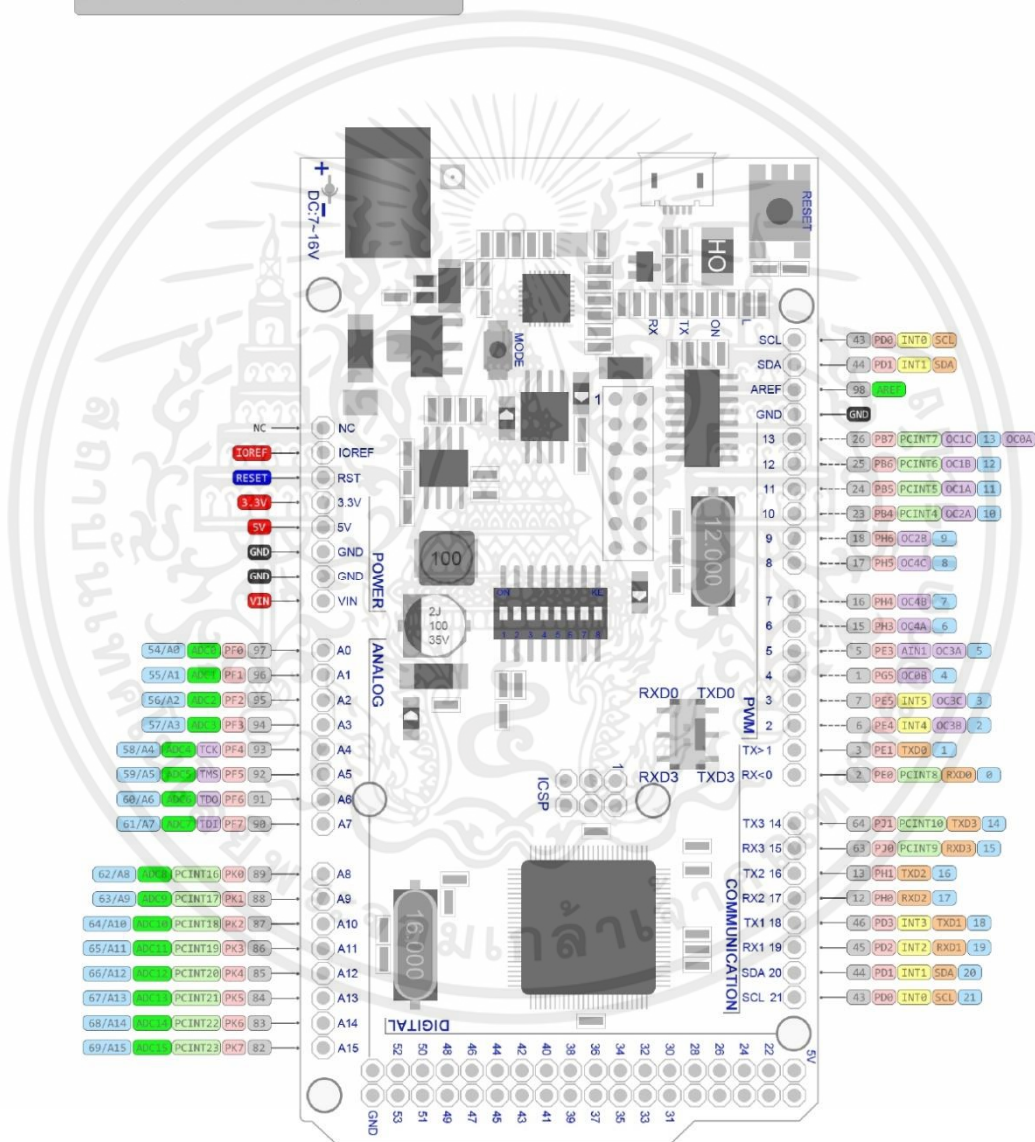 +
-
DC:7~16V
RESET
HO
RX
TX
ON
L
MODE
1
SCL 43 PD0 INT0 SCL
SDA 44 PD1 INT1 SDA
AREF 98 AREF
GND GND
13 26 PB7 PCINT7 OC1C 13 OC0A
12 25 PB6 PCINT6 OC1B 12
11 24 PB5 PCINT5 OC1A 11
10 23 PB4 PCINT4 OC2A 10
9 18 PH6 OC2B 9
8 17 PH5 OC4C 8
7 16 PH4 OC4B 7
6 15 PH3 OC4A 6
5 5 PE3 AIN1 OC3A 5
4 1 PG5 OC0B 4
3 7 PE5 INT5 OC3C 3
2 6 PE4 INT4 OC3B 2
PWM
TX>1 3 PE1 TXD0 1
RX<0 2 PE0 PCINT8 RXD0 0
TX3 14 64 PJ1 PCINT10 TXD3 14
RX3 15 63 PJ0 PCINT9 RXD3 15
TX2 16 13 PH1 TXD2 16
RX2 17 12 PH0 RXD2 17
TX1 18 46 PD3 INT3 TXD1 18
RX1 19 45 PD2 INT2 RXD1 19
SDA 20 44 PD1 INT1 SDA 20
SCL 21 43 PD0 INT0 SCL 21
COMMUNICATION
NC NC
IOREF IOREF
RESET RST
3.3V 3.3V
5V 5V
GND GND
GND GND
VIN VIN
POWER
54/A0 ADC0 PF0 97 A0
55/A1 ADC1 PF1 96 A1
56/A2 ADC2 PF2 95 A2
57/A3 ADC3 PF3 94 A3
58/A4 ADC4 TCK PF4 93 A4
59/A5 ADC5 TMS PF5 92 A5
60/A6 ADC6 TDO PF6 91 A6
61/A7 ADC7 TDI PF7 90 A7
ANALOG
62/A8 ADC8 PCINT16 PK0 89 A8
63/A9 ADC9 PCINT17 PK1 88 A9
64/A10 ADC10 PCINT18 PK2 87 A10
65/A11 ADC11 PCINT19 PK3 86 A11
66/A12 ADC12 PCINT20 PK4 85 A12
67/A13 ADC13 PCINT21 PK5 84 A13
68/A14 ADC14 PCINT22 PK6 83 A14
69/A15 ADC15 PCINT23 PK7 82 A15
100
2J
100
35V
ON KE
1 2 3 4 5 6 7 8
12.000
RXD0 TXD0
RXD3 TXD3
ICSP
1
16.000
DIGITAL
52 50 48 46 44 42 40 38 36 34 32 30 28 26 24 22 5V
GND 53 51 49 47 45 43 41 39 37 35 33 31